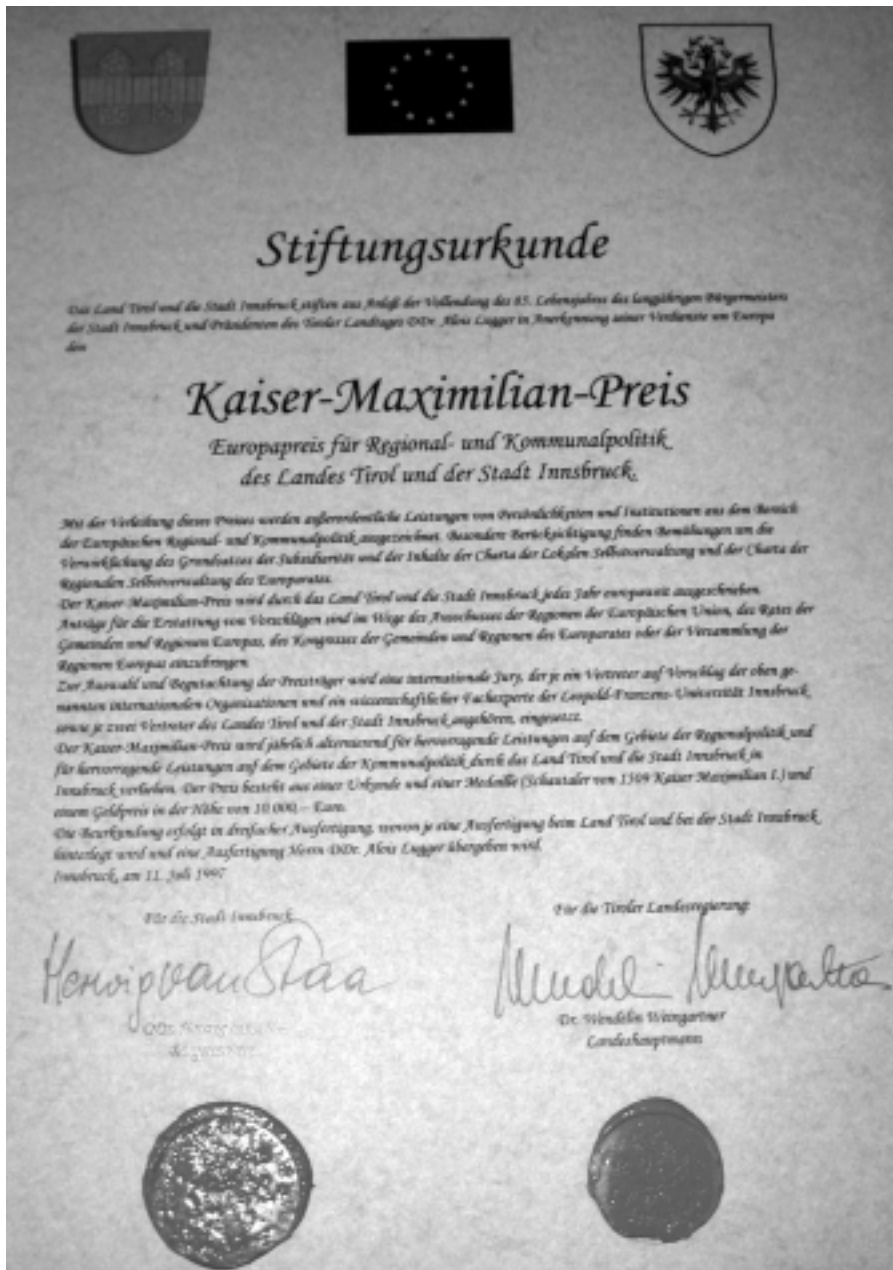 Stiftungsurkunde
Das Land Tirol und die Stadt Innsbruck stiften aus Anlaß der Vollendung des 85. Lebensjahres des langjährigen Bürgermeisters
der Stadt Innsbruck und Präsidenten des Tiroler Landtages DDr. Alois Lugger in Anerkennung seiner Verdienste um Europa
den
Kaiser-Maximilian-Preis
Europapreis für Regional- und Kommunalpolitik
des Landes Tirol und der Stadt Innsbruck.
Mit der Verleihung dieses Preises werden außerordentliche Leistungen von Persönlichkeiten und Institutionen aus dem Bereich
der Europäischen Regional- und Kommunalpolitik ausgezeichnet. Besondere Berücksichtigung finden Bemühungen um die
Verwirklichung des Grundsatzes der Subsidiarität und der Inhalte der Charta der Lokalen Selbstverwaltung und der Charta der
Regionalen Selbstverwaltung des Europarates.
Der Kaiser-Maximilian-Preis wird durch das Land Tirol und die Stadt Innsbruck jedes Jahr europaweit ausgeschrieben.
Anträge für die Erstattung von Vorschlägen sind im Wege des Ausschusses der Regionen der Europäischen Union, des Rates der
Gemeinden und Regionen Europas, des Kongresses der Gemeinden und Regionen des Europarates oder der Versammlung der
Regionen Europas einzubringen.
Zur Auswahl und Begutachtung der Preisträger wird eine internationale Jury, der je ein Vertreter auf Vorschlag der oben ge-
nannten internationalen Organisationen und ein wissenschaftlicher Fachexperte der Leopold-Franzens-Universität Innsbruck
sowie je zwei Vertreter des Landes Tirol und der Stadt Innsbruck angehören, eingesetzt.
Der Kaiser-Maximilian-Preis wird jährlich alternierend für hervorragende Leistungen auf dem Gebiete der Regionalpolitik und
für hervorragende Leistungen auf dem Gebiete der Kommunalpolitik durch das Land Tirol und die Stadt Innsbruck in
Innsbruck verliehen. Der Preis besteht aus einer Urkunde und einer Medaille (Schautaler von 1509 Kaiser Maximilian I.) und
einem Geldpreis in der Höhe von 10.000,-- Euro.
Die Beurkundung erfolgt in dreifacher Ausfertigung, wovon je eine Ausfertigung beim Land Tirol und bei der Stadt Innsbruck
hinterlegt wird und eine Ausfertigung Herrn DDr. Alois Lugger übergeben wird.
Innsbruck, am 11. Juli 1997
Für die Stadt Innsbruck
Für die Tiroler Landesregierung:
Herwig van Staa
Dr. Wendelin Weingartner
Landeshauptmann